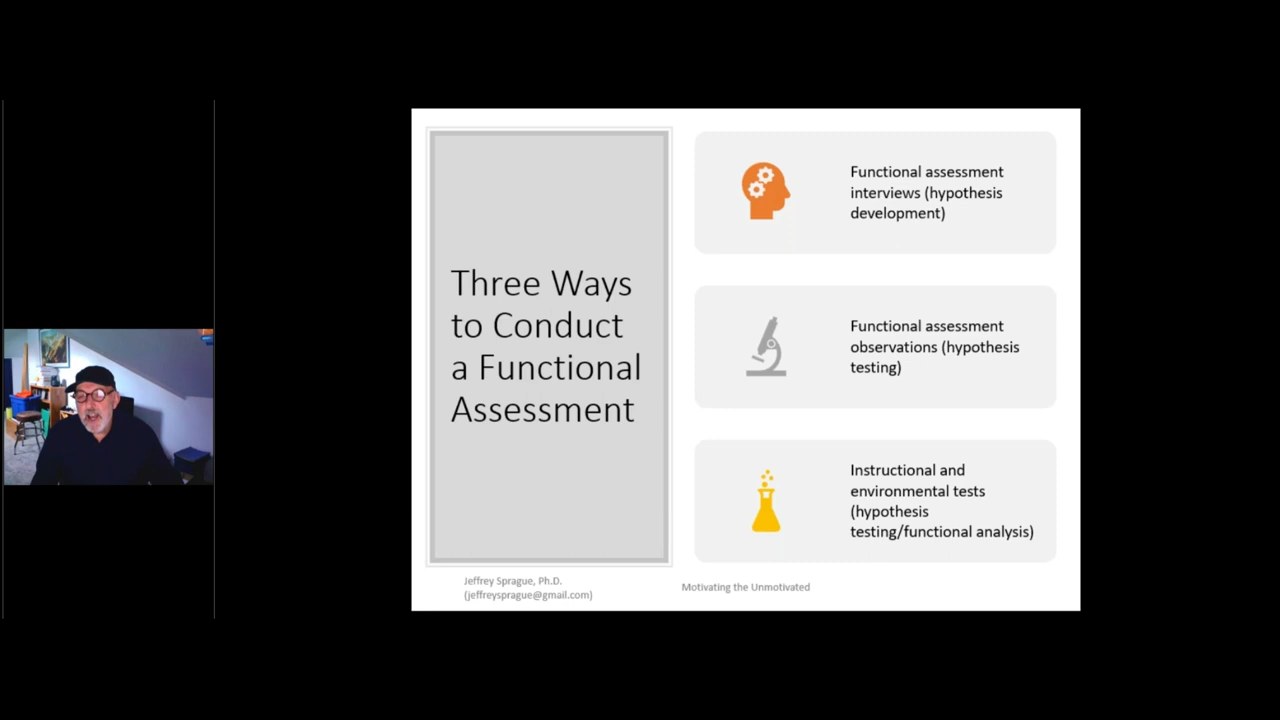 Three Ways
to Conduct
a Functional
Assessment
Functional assessment
interviews (hypothesis
development)
Functional assessment
observations (hypothesis
testing)
Instructional and
environmental tests
(hypothesis
testing/functional analysis)
Jeffrey Sprague, Ph.D.
(jeffreysprague@gmail.com)
Motivating the Unmotivated